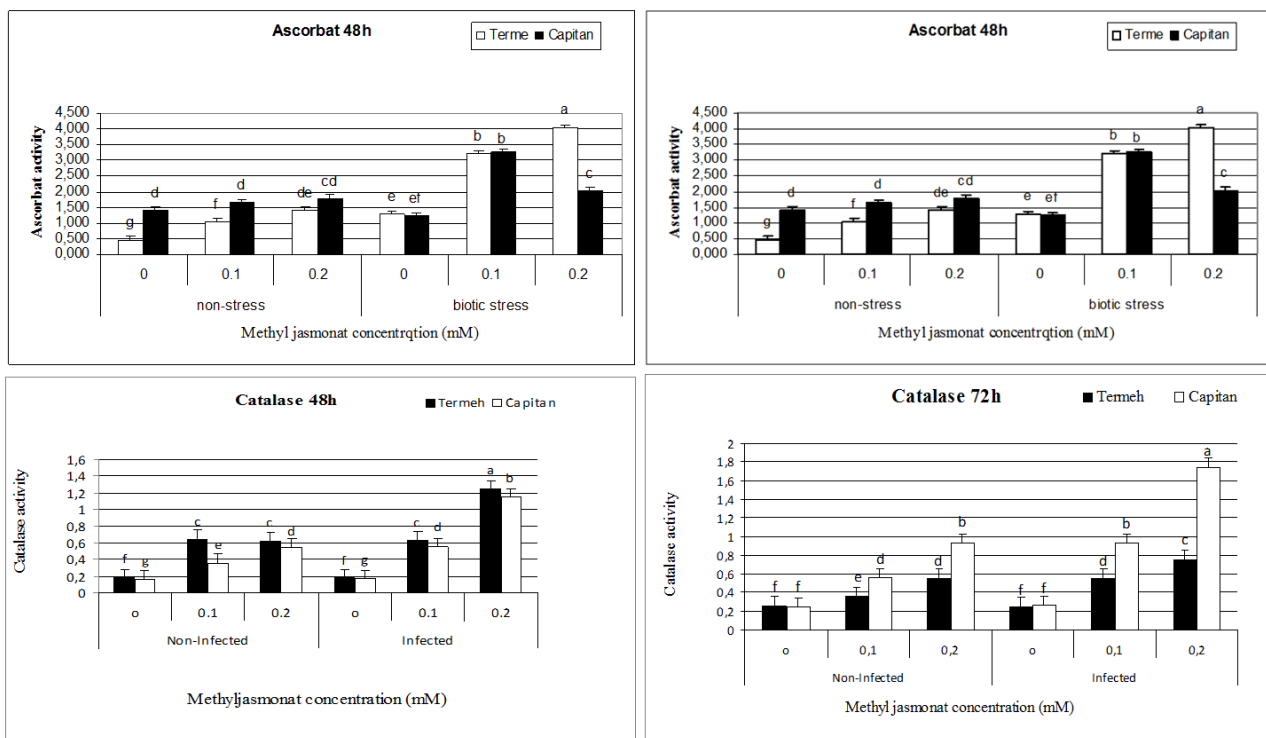 Ascorbat 48h
Terme Capitan
Ascorbat activity
4,500
4,000
3,500
3,000
2,500
2,000
1,500
1,000
0,500
0,000
g d f d de cd e ef b b a c
0 0.1 0.2 0 0.1 0.2
non-stress biotic stress
Methyl jasmonat concentrqtion (mM)
Ascorbat 48h
Terme Capitan
Ascorbat activity
4,500
4,000
3,500
3,000
2,500
2,000
1,500
1,000
0,500
0,000
g d f d de cd e ef b b a c
0 0.1 0.2 0 0.1 0.2
non-stress biotic stress
Methyl jasmonat concentrqtion (mM)
Catalase 48h
Termeh Capitan
Catalase activity
1,6
1,4
1,2
1
0,8
0,6
0,4
0,2
0
f g c e c d f g c d a b
o 0.1 0.2 o 0.1 0.2
Non-Infected Infected
Methyljasmonat concentration (mM)
Catalase 72h
Termeh Capitan
Catalase activity
2
1,8
1,6
1,4
1,2
1
0,8
0,6
0,4
0,2
0
f f e d d b f f d b c a
o 0,1 0,2 o 0,1 0,2
Non-Infected Infected
Methyl jasmonat concentration (mM)